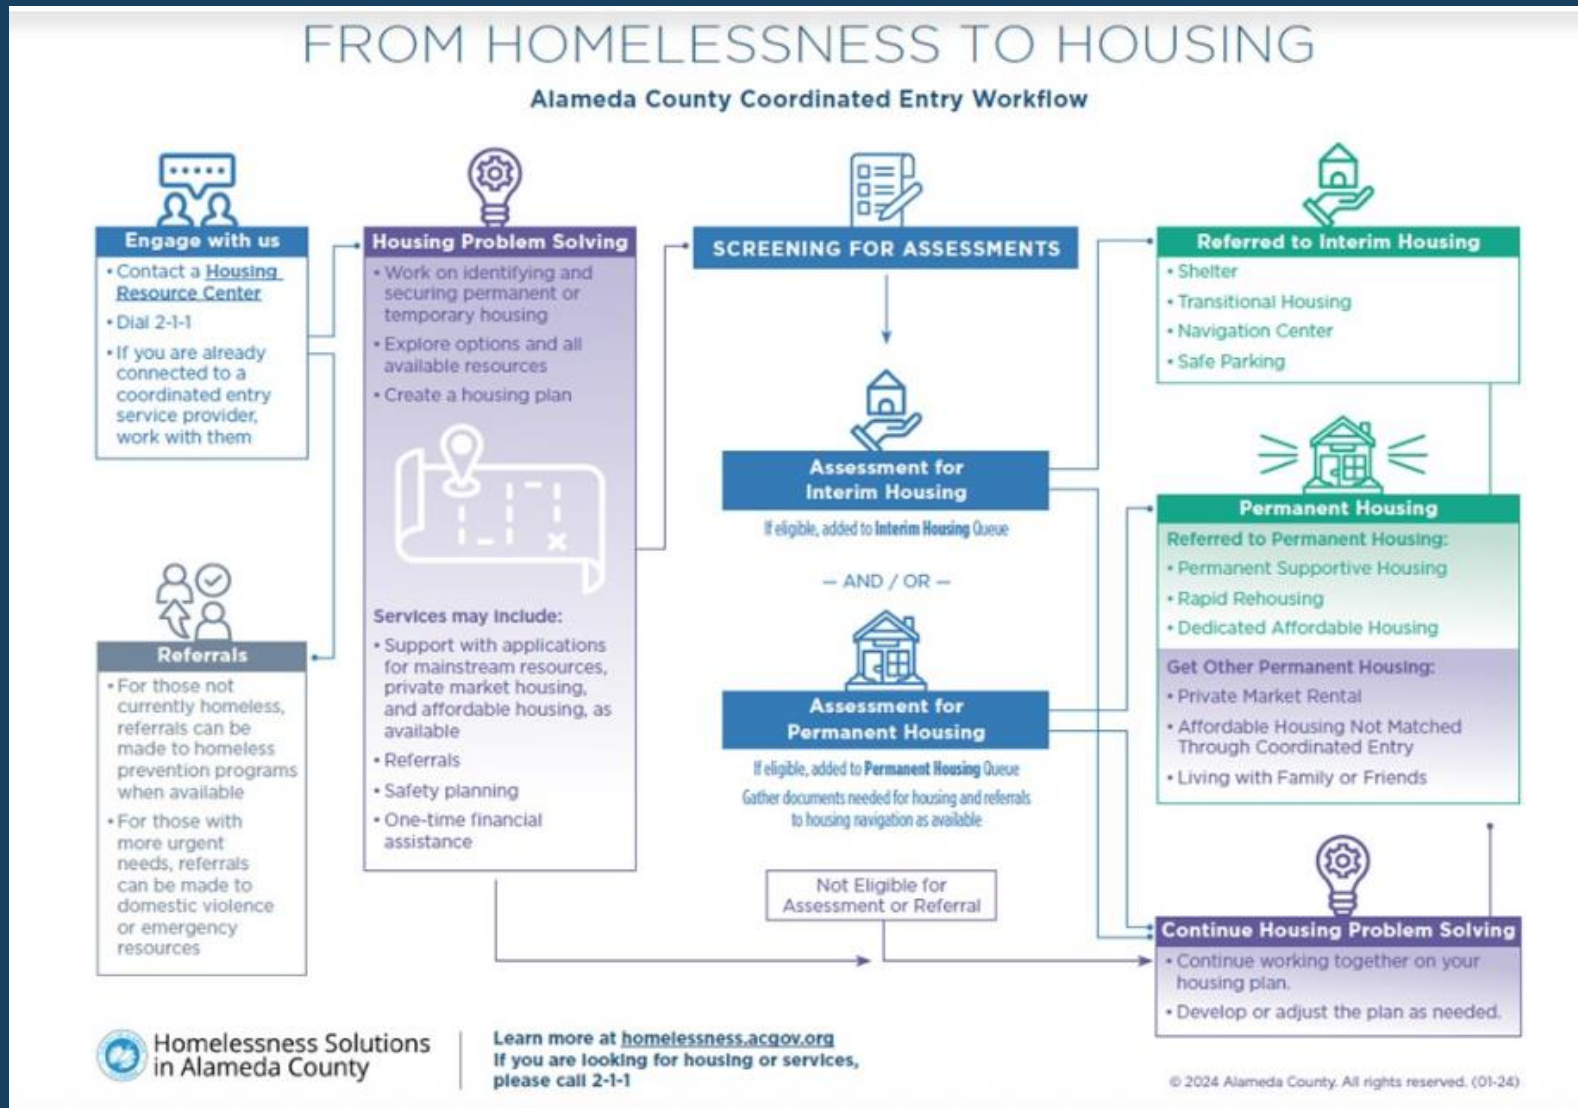 FROM HOMELESSNESS TO HOUSING
Alameda County Coordinated Entry Workflow
Engage with us
• Contact a Housing
Resource Center
• Dial 2-1-1
• If you are already
connected to a
coordinated entry
service provider,
work with them
Referrals
• For those not
currently homeless,
referrals can be
made to homeless
prevention programs
when available
• For those with
more urgent
needs, referrals
can be made to
domestic violence
or emergency
resources
Housing Problem Solving
• Work on identifying and
securing permanent or
temporary housing
• Explore options and all
available resources
• Create a housing plan
Services may include:
• Support with applications
for mainstream resources,
private market housing,
and affordable housing, as
available
• Referrals
• Safety planning
• One-time financial
assistance
SCREENING FOR ASSESSMENTS
Assessment for
Interim Housing
If eligible, added to Interim Housing Queue
— AND / OR —
Assessment for
Permanent Housing
If eligible, added to Permanent Housing Queue
Gather documents needed for housing and referrals
to housing navigation as available
Not Eligible for
Assessment or Referral
Referred to Interim Housing
• Shelter
• Transitional Housing
• Navigation Center
• Safe Parking
Permanent Housing
Referred to Permanent Housing:
• Permanent Supportive Housing
• Rapid Rehousing
• Dedicated Affordable Housing
Get Other Permanent Housing:
• Private Market Rental
• Affordable Housing Not Matched
Through Coordinated Entry
• Living with Family or Friends
Continue Housing Problem Solving
• Continue working together on your
housing plan.
• Develop or adjust the plan as needed.
Homelessness Solutions
in Alameda County
Learn more at homelessness.acgov.org
If you are looking for housing or services,
please call 2-1-1
© 2024 Alameda County. All rights reserved. (01-24)